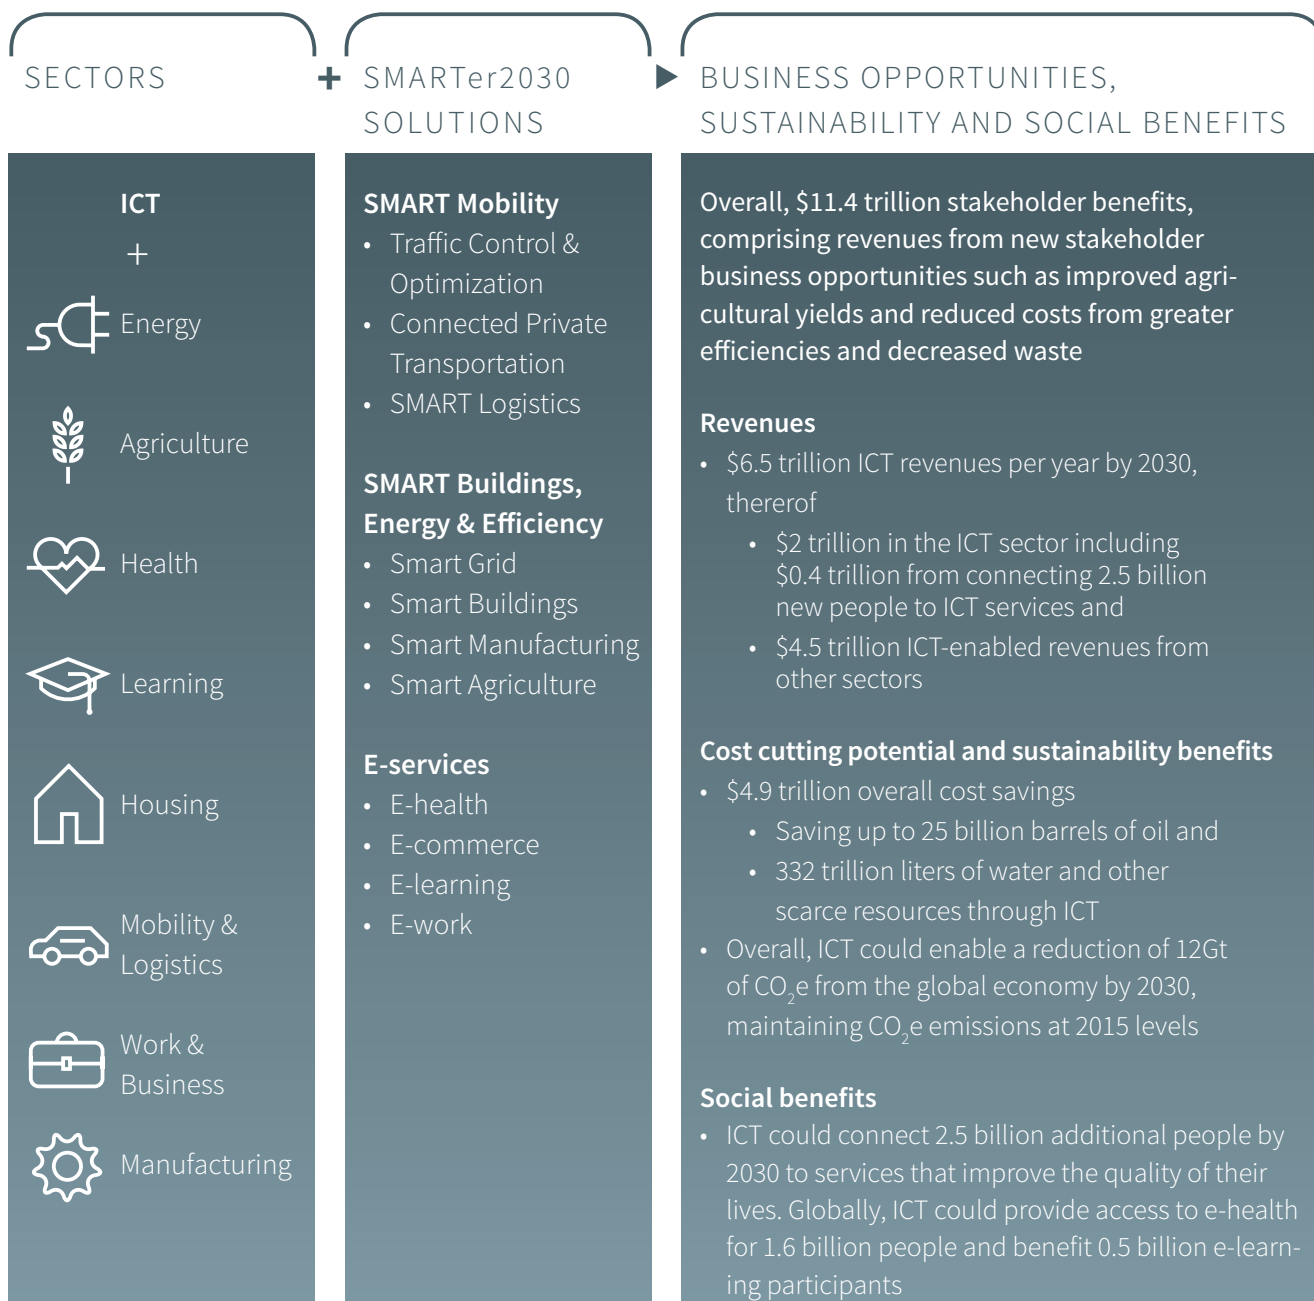 SECTORS
+
SMARTer2030
SOLUTIONS
BUSINESS OPPORTUNITIES,
SUSTAINABILITY AND SOCIAL BENEFITS
ICT
+
Energy
Agriculture
Health
Learning
Housing
Mobility &
Logistics
Work &
Business
Manufacturing
SMART Mobility
• Traffic Control &
Optimization
• Connected Private
Transportation
• SMART Logistics
SMART Buildings,
Energy & Efficiency
• Smart Grid
• Smart Buildings
• Smart Manufacturing
• Smart Agriculture
E-services
• E-health
• E-commerce
• E-learning
• E-work
Overall, $11.4 trillion stakeholder benefits,
comprising revenues from new stakeholder
business opportunities such as improved agri-
cultural yields and reduced costs from greater
efficiencies and decreased waste
Revenues
• $6.5 trillion ICT revenues per year by 2030,
thererof
• $2 trillion in the ICT sector including
$0.4 trillion from connecting 2.5 billion
new people to ICT services and
• $4.5 trillion ICT-enabled revenues from
other sectors
Cost cutting potential and sustainability benefits
• $4.9 trillion overall cost savings
• Saving up to 25 billion barrels of oil and
• 332 trillion liters of water and other
scarce resources through ICT
• Overall, ICT could enable a reduction of 12Gt
of CO₂e from the global economy by 2030,
maintaining CO₂e emissions at 2015 levels
Social benefits
• ICT could connect 2.5 billion additional people by
2030 to services that improve the quality of their
lives. Globally, ICT could provide access to e-health
for 1.6 billion people and benefit 0.5 billion e-learn-
ing participants